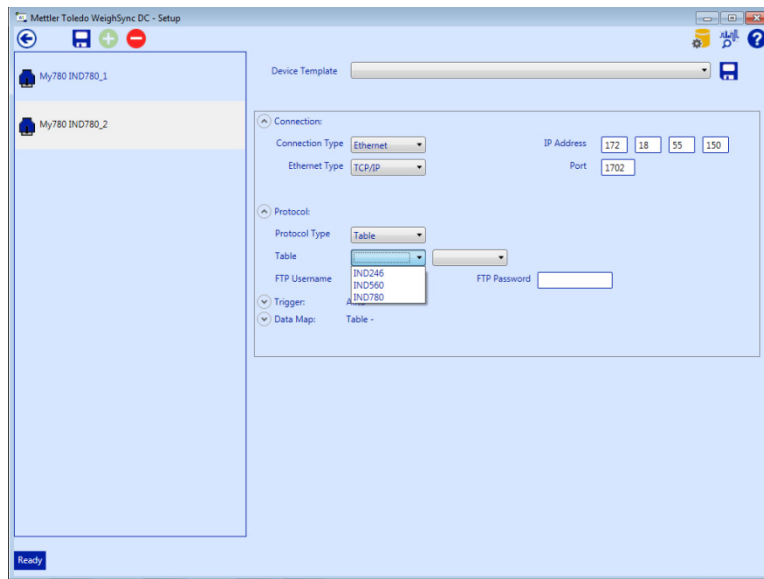 Mettler Toledo WeighSync DC - Setup
My780 IND780_1
My780 IND780_2
Device Template
Connection:
Connection Type Ethernet IP Address 172 18 55 150
Ethernet Type TCP/IP Port 1702
Protocol:
Protocol Type Table
Table
IND246
IND560
IND780
FTP Username FTP Password
Trigger:
Data Map: Table -
Ready